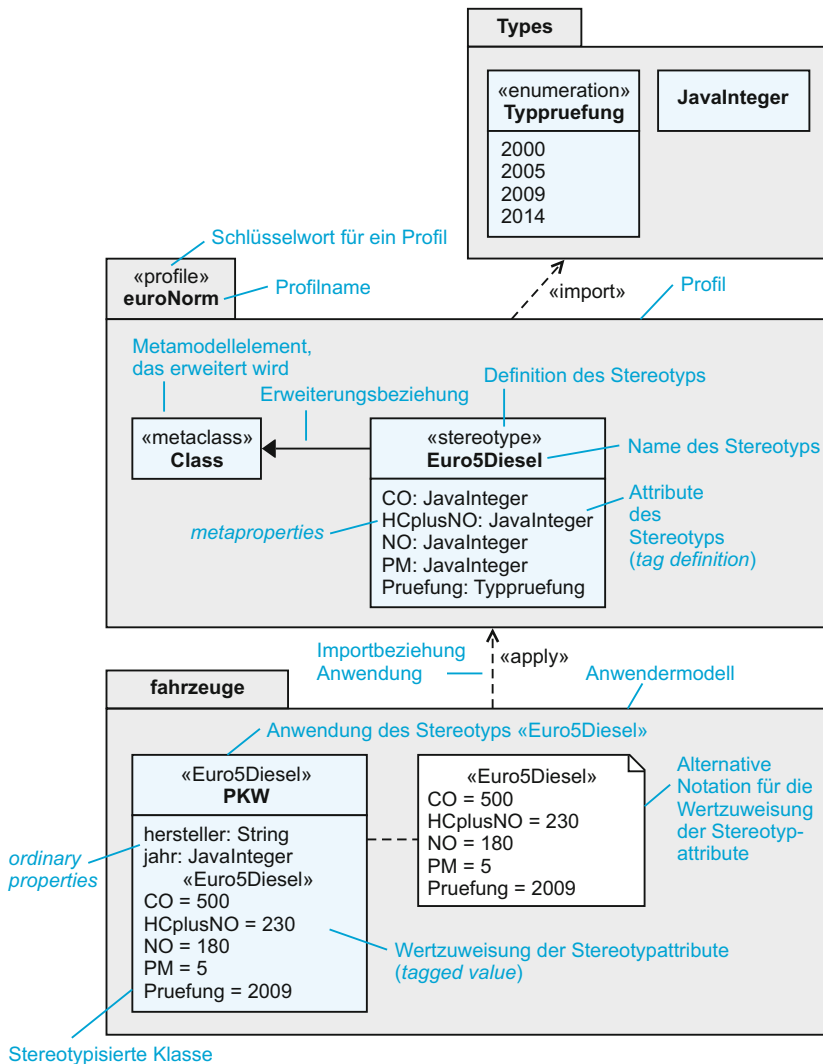 Types
«enumeration»
Typpruefung
2000
2005
2009
2014
JavaInteger
Schlüsselwort für ein Profil
«profile»
euroNorm
Profilname
«import»
Profil
Metamodellelement,
das erweitert wird
Erweiterungsbeziehung
Definition des Stereotyps
«metaclass»
Class
«stereotype»
Euro5Diesel
Name des Stereotyps
CO: JavaInteger
HCplusNO: JavaInteger
NO: JavaInteger
PM: JavaInteger
Pruefung: Typpruefung
metaproperties
Attribute
des
Stereotyps
(tag definition)
Importbeziehung
Anwendung
«apply»
fahrzeuge
Anwendermodell
Anwendung des Stereotyps «Euro5Diesel»
«Euro5Diesel»
PKW
hersteller: String
jahr: JavaInteger
«Euro5Diesel»
CO = 500
HCplusNO = 230
NO = 180
PM = 5
Pruefung = 2009
ordinary
properties
«Euro5Diesel»
CO = 500
HCplusNO = 230
NO = 180
PM = 5
Pruefung = 2009
Alternative
Notation für die
Wertzuweisung
der Stereotyp-
attribute
Wertzuweisung der Stereotypattribute
(tagged value)
Stereotypisierte Klasse